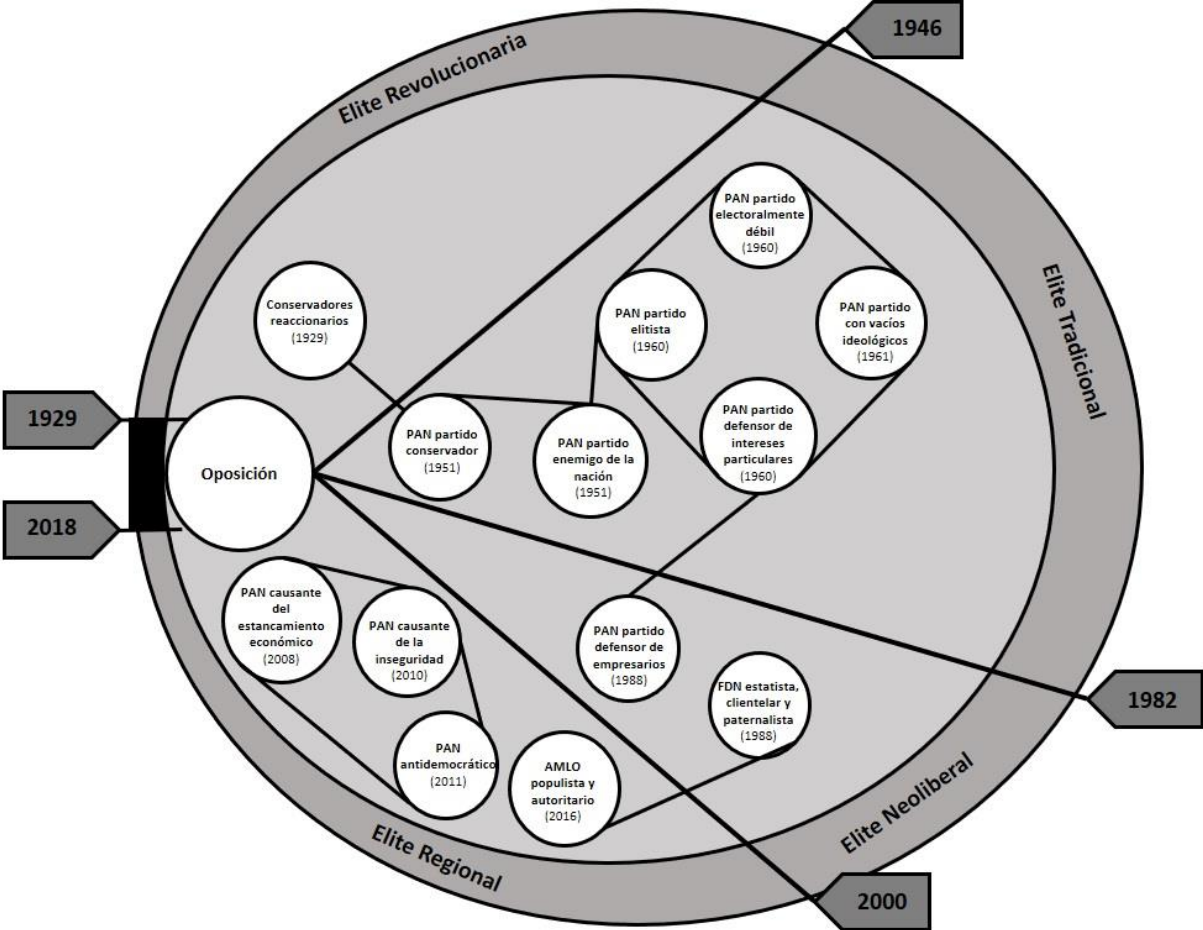 1946
Elite Revolucionaria
PAN partido
electoralmente
débil
(1960)
Conservadores
reaccionarios
(1929)
PAN partido
elitista
(1960)
PAN partido
con vacíos
ideológicos
(1961)
Elite Tradicional
1929
PAN partido
conservador
(1951)
PAN partido
enemigo de la
nación
(1951)
PAN partido
defensor de
intereses
particulares
(1960)
Oposición
2018
PAN causante
del
estancamiento
económico
(2008)
PAN causante
de la
inseguridad
(2010)
PAN partido
defensor de
empresarios
(1988)
FDN estatista,
clientelar y
paternalista
(1988)
1982
PAN
antidemocrático
(2011)
AMLO
populista y
autoritario
(2016)
Elite Neoliberal
Elite Regional
2000